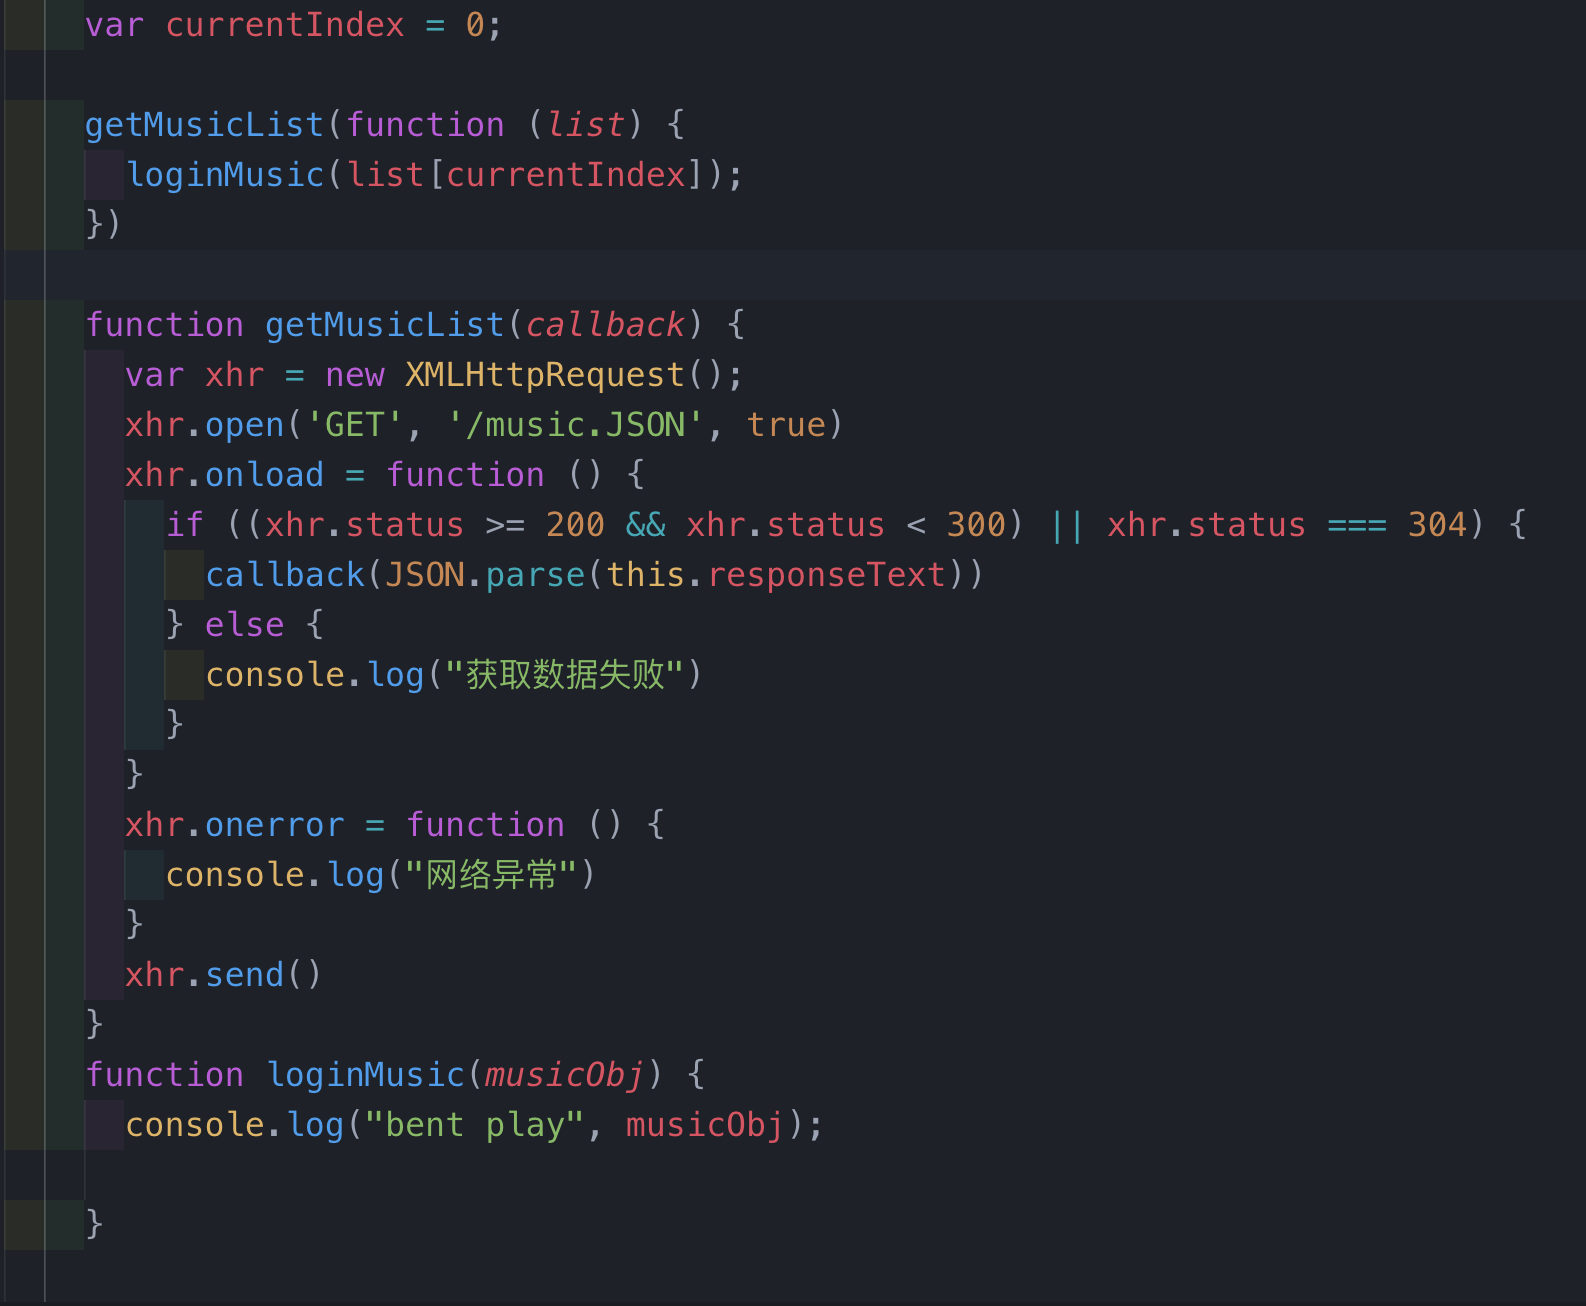 var currentIndex = 0;
getMusicList(function (list) {
loginMusic(list[currentIndex]);
})
function getMusicList(callback) {
var xhr = new XMLHttpRequest();
xhr.open('GET', '/music.JSON', true)
xhr.onload = function () {
if ((xhr.status >= 200 && xhr.status < 300) || xhr.status === 304) {
callback(JSON.parse(this.responseText))
} else {
console.log("获取数据失败")
}
}
xhr.onerror = function () {
console.log("网络异常")
}
xhr.send()
}
function loginMusic(musicObj) {
console.log("bent play", musicObj);
}